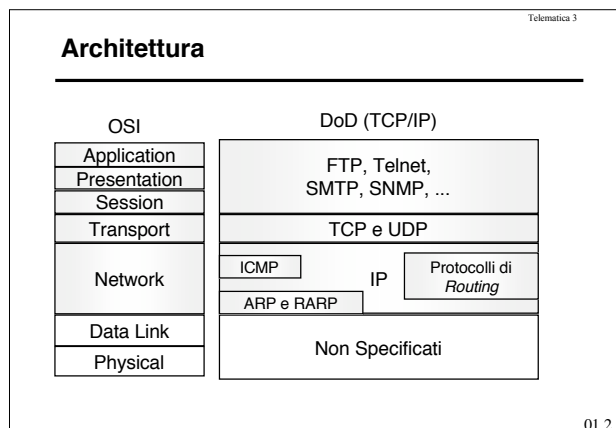 Telematica 3
Architettura
OSI
Application
Presentation
Session
Transport
Network
Data Link
Physical
DoD (TCP/IP)
FTP, Telnet,
SMTP, SNMP, ...
TCP e UDP
ICMP
IP
Protocolli di
Routing
ARP e RARP
Non Specificati
01.2